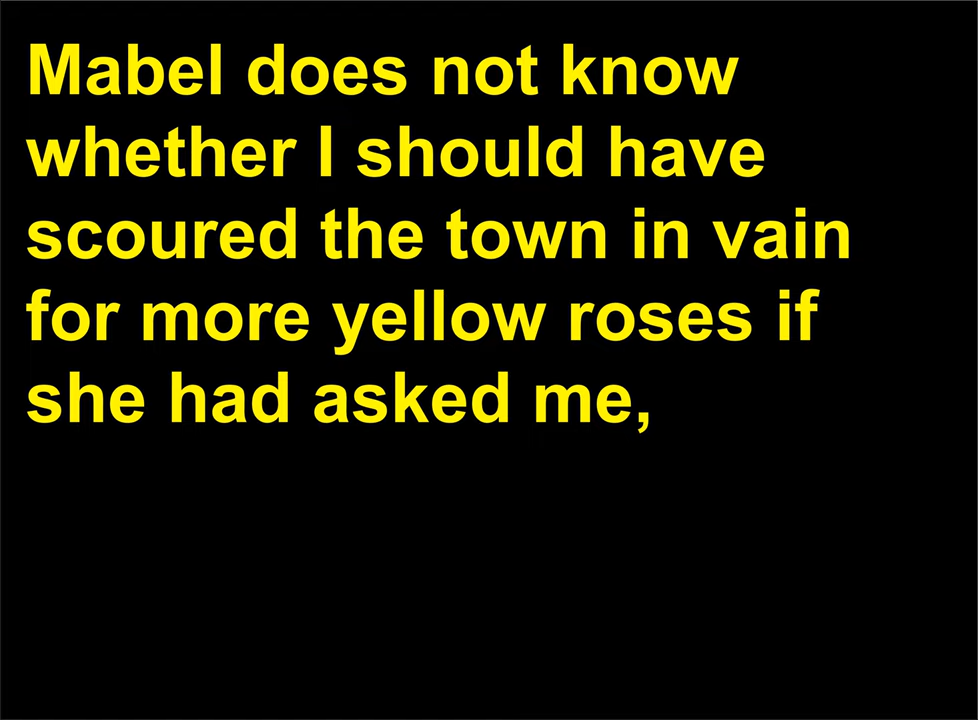 Mabel does not know
whether I should have
scoured the town in vain
for more yellow roses if
she had asked me,